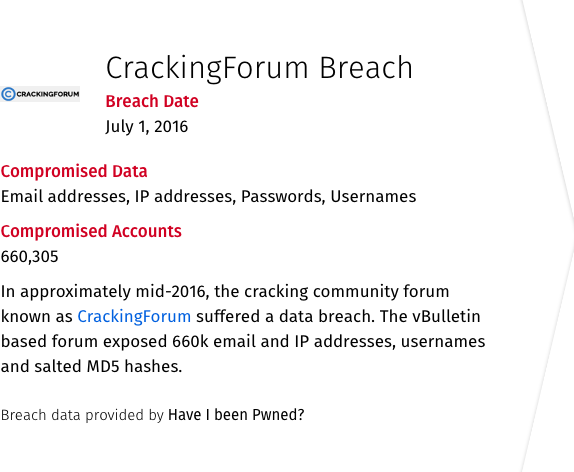 CrackingForum Breach
Breach Date
CRACKINGFORUM
July 1, 2016
Compromised Data
Email addresses, IP addresses, Passwords, Usernames
Compromised Accounts
660,305
In approximately mid-2016, the cracking community forum
known as CrackingForum suffered a data breach. The vBulletin
based forum exposed 660k email and IP addresses, usernames
and salted MD5 hashes.
Breach data provided by Have I been Pwned?